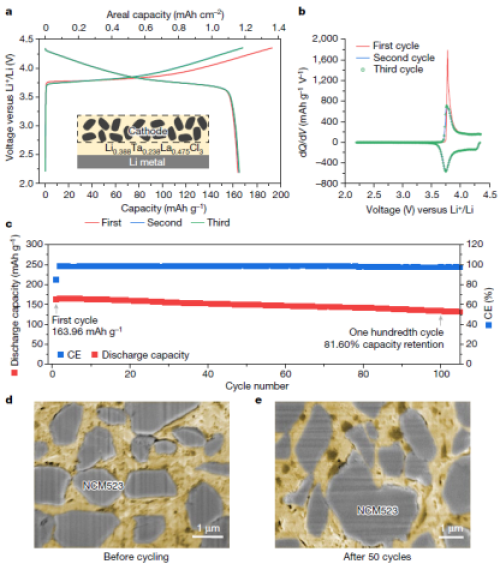 a
Areal capacity (mAh cm⁻²)
0 0.2 0.4 0.6 0.8 1.0 1.2 1.4
Voltage versus Li⁺/Li (V)
4.5
4.0
3.5
3.0
2.5
2.0
Cathode
Li0.388Ta0.238La0.475Cl3
Li metal
0 20 40 60 80 100 120 140 160 180 200
Capacity (mAh g⁻¹)
First Second Third
b
dQ/dV (mAh g⁻¹ V⁻¹)
2,000
1,600
1,200
800
400
0
−400
−800
First cycle
Second cycle
Third cycle
2.0 2.5 3.0 3.5 4.0 4.5
Voltage (V) versus Li⁺/Li
c
Discharge capacity (mAh g⁻¹)
300
250
200
150
100
50
0
First cycle
163.96 mAh g⁻¹
One hundredth cycle
81.60% capacity retention
CE Discharge capacity
120
100
80
60
40
20
0
CE (%)
0 20 40 60 80 100
Cycle number
d
NCM523
1 μm
Before cycling
e
NCM523
1 μm
After 50 cycles